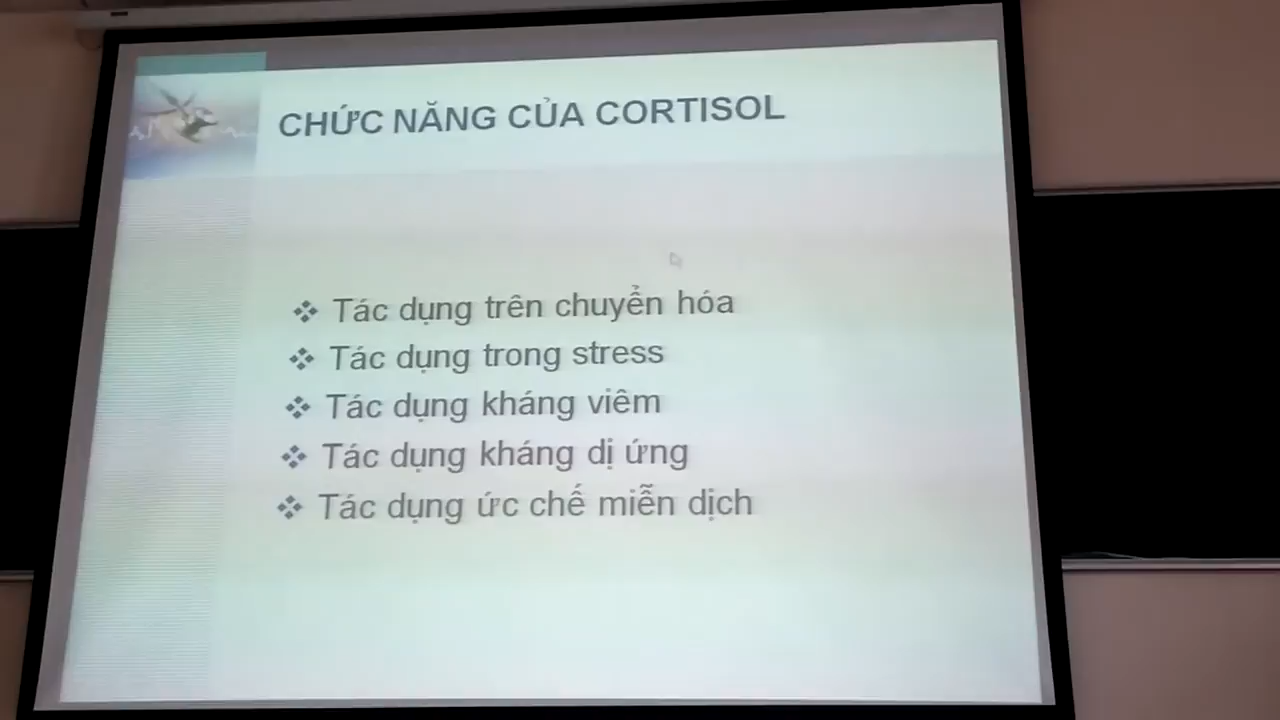 CHỨC NĂNG CỦA CORTISOL
Tác dụng trên chuyển hóa
Tác dụng trong stress
Tác dụng kháng viêm
Tác dụng kháng dị ứng
Tác dụng ức chế miễn dịch